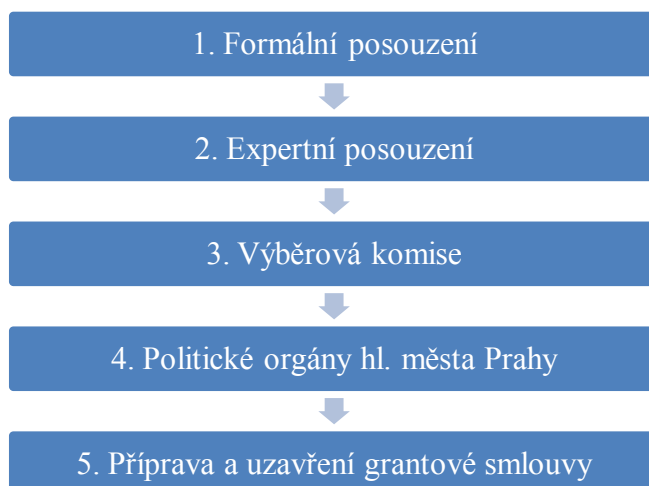 1. Formální posouzení
2. Expertní posouzení
3. Výběrová komise
4. Politické orgány hl. města Prahy
5. Příprava a uzavření grantové smlouvy